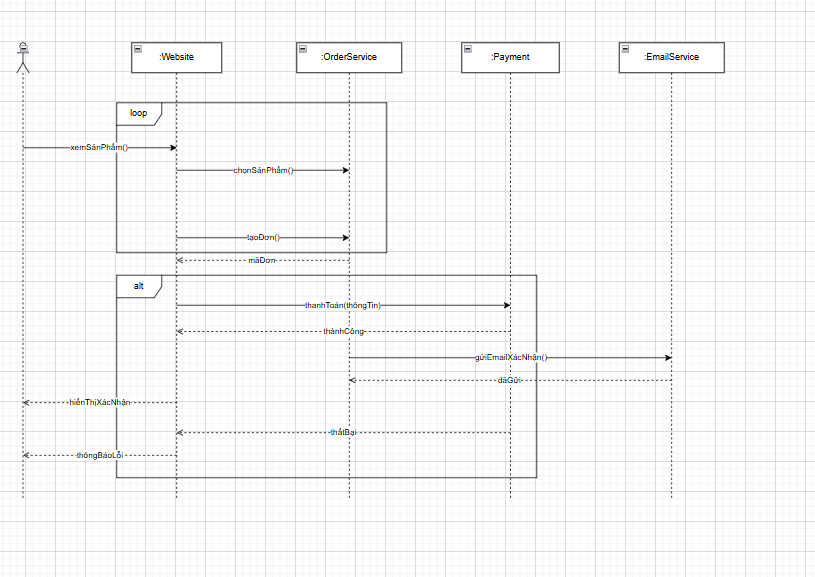 :Website
:OrderService
:Payment
:EmailService
loop
xemSảnPhẩm()
chọnSảnPhẩm()
tạoĐơn()
mãĐơn
alt
thanhToán(thôngTin)
thànhCông
gửiEmailXácNhận()
đãGửi
hiểnThịXácNhận
thấtBại
thôngBáoLỗi